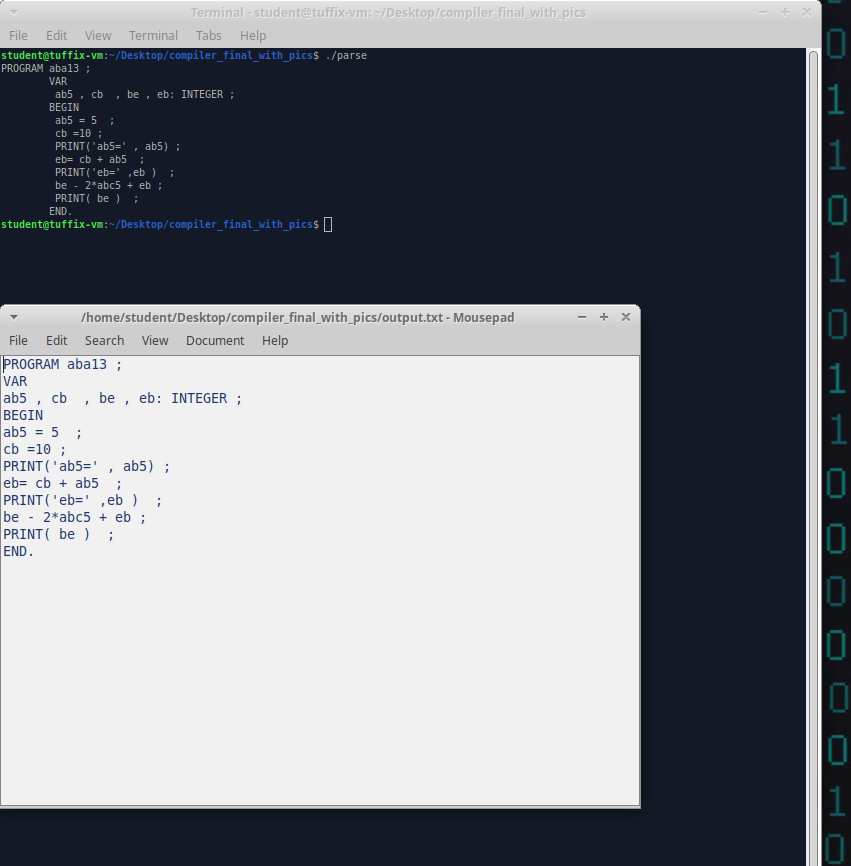 Terminal - student@tuffix-vm: ~/Desktop/compiler_final_with_pics
File Edit View Terminal Tabs Help
student@tuffix-vm:~/Desktop/compiler_final_with_pics$ ./parse
PROGRAM aba13 ;
VAR
ab5 , cb  , be , eb: INTEGER ;
BEGIN
ab5 = 5  ;
cb =10 ;
PRINT('ab5=' , ab5) ;
eb= cb + ab5  ;
PRINT('eb=' ,eb )  ;
be - 2*abc5 + eb ;
PRINT( be )  ;
END.
student@tuffix-vm:~/Desktop/compiler_final_with_pics$
/home/student/Desktop/compiler_final_with_pics/output.txt - Mousepad
File Edit Search View Document Help
PROGRAM aba13 ;
VAR
ab5 , cb  , be , eb: INTEGER ;
BEGIN
ab5 = 5  ;
cb =10 ;
PRINT('ab5=' , ab5) ;
eb= cb + ab5  ;
PRINT('eb=' ,eb )  ;
be - 2*abc5 + eb ;
PRINT( be )  ;
END.
0
1
1
0
1
0
1
1
0
0
0
0
0
0
1
0